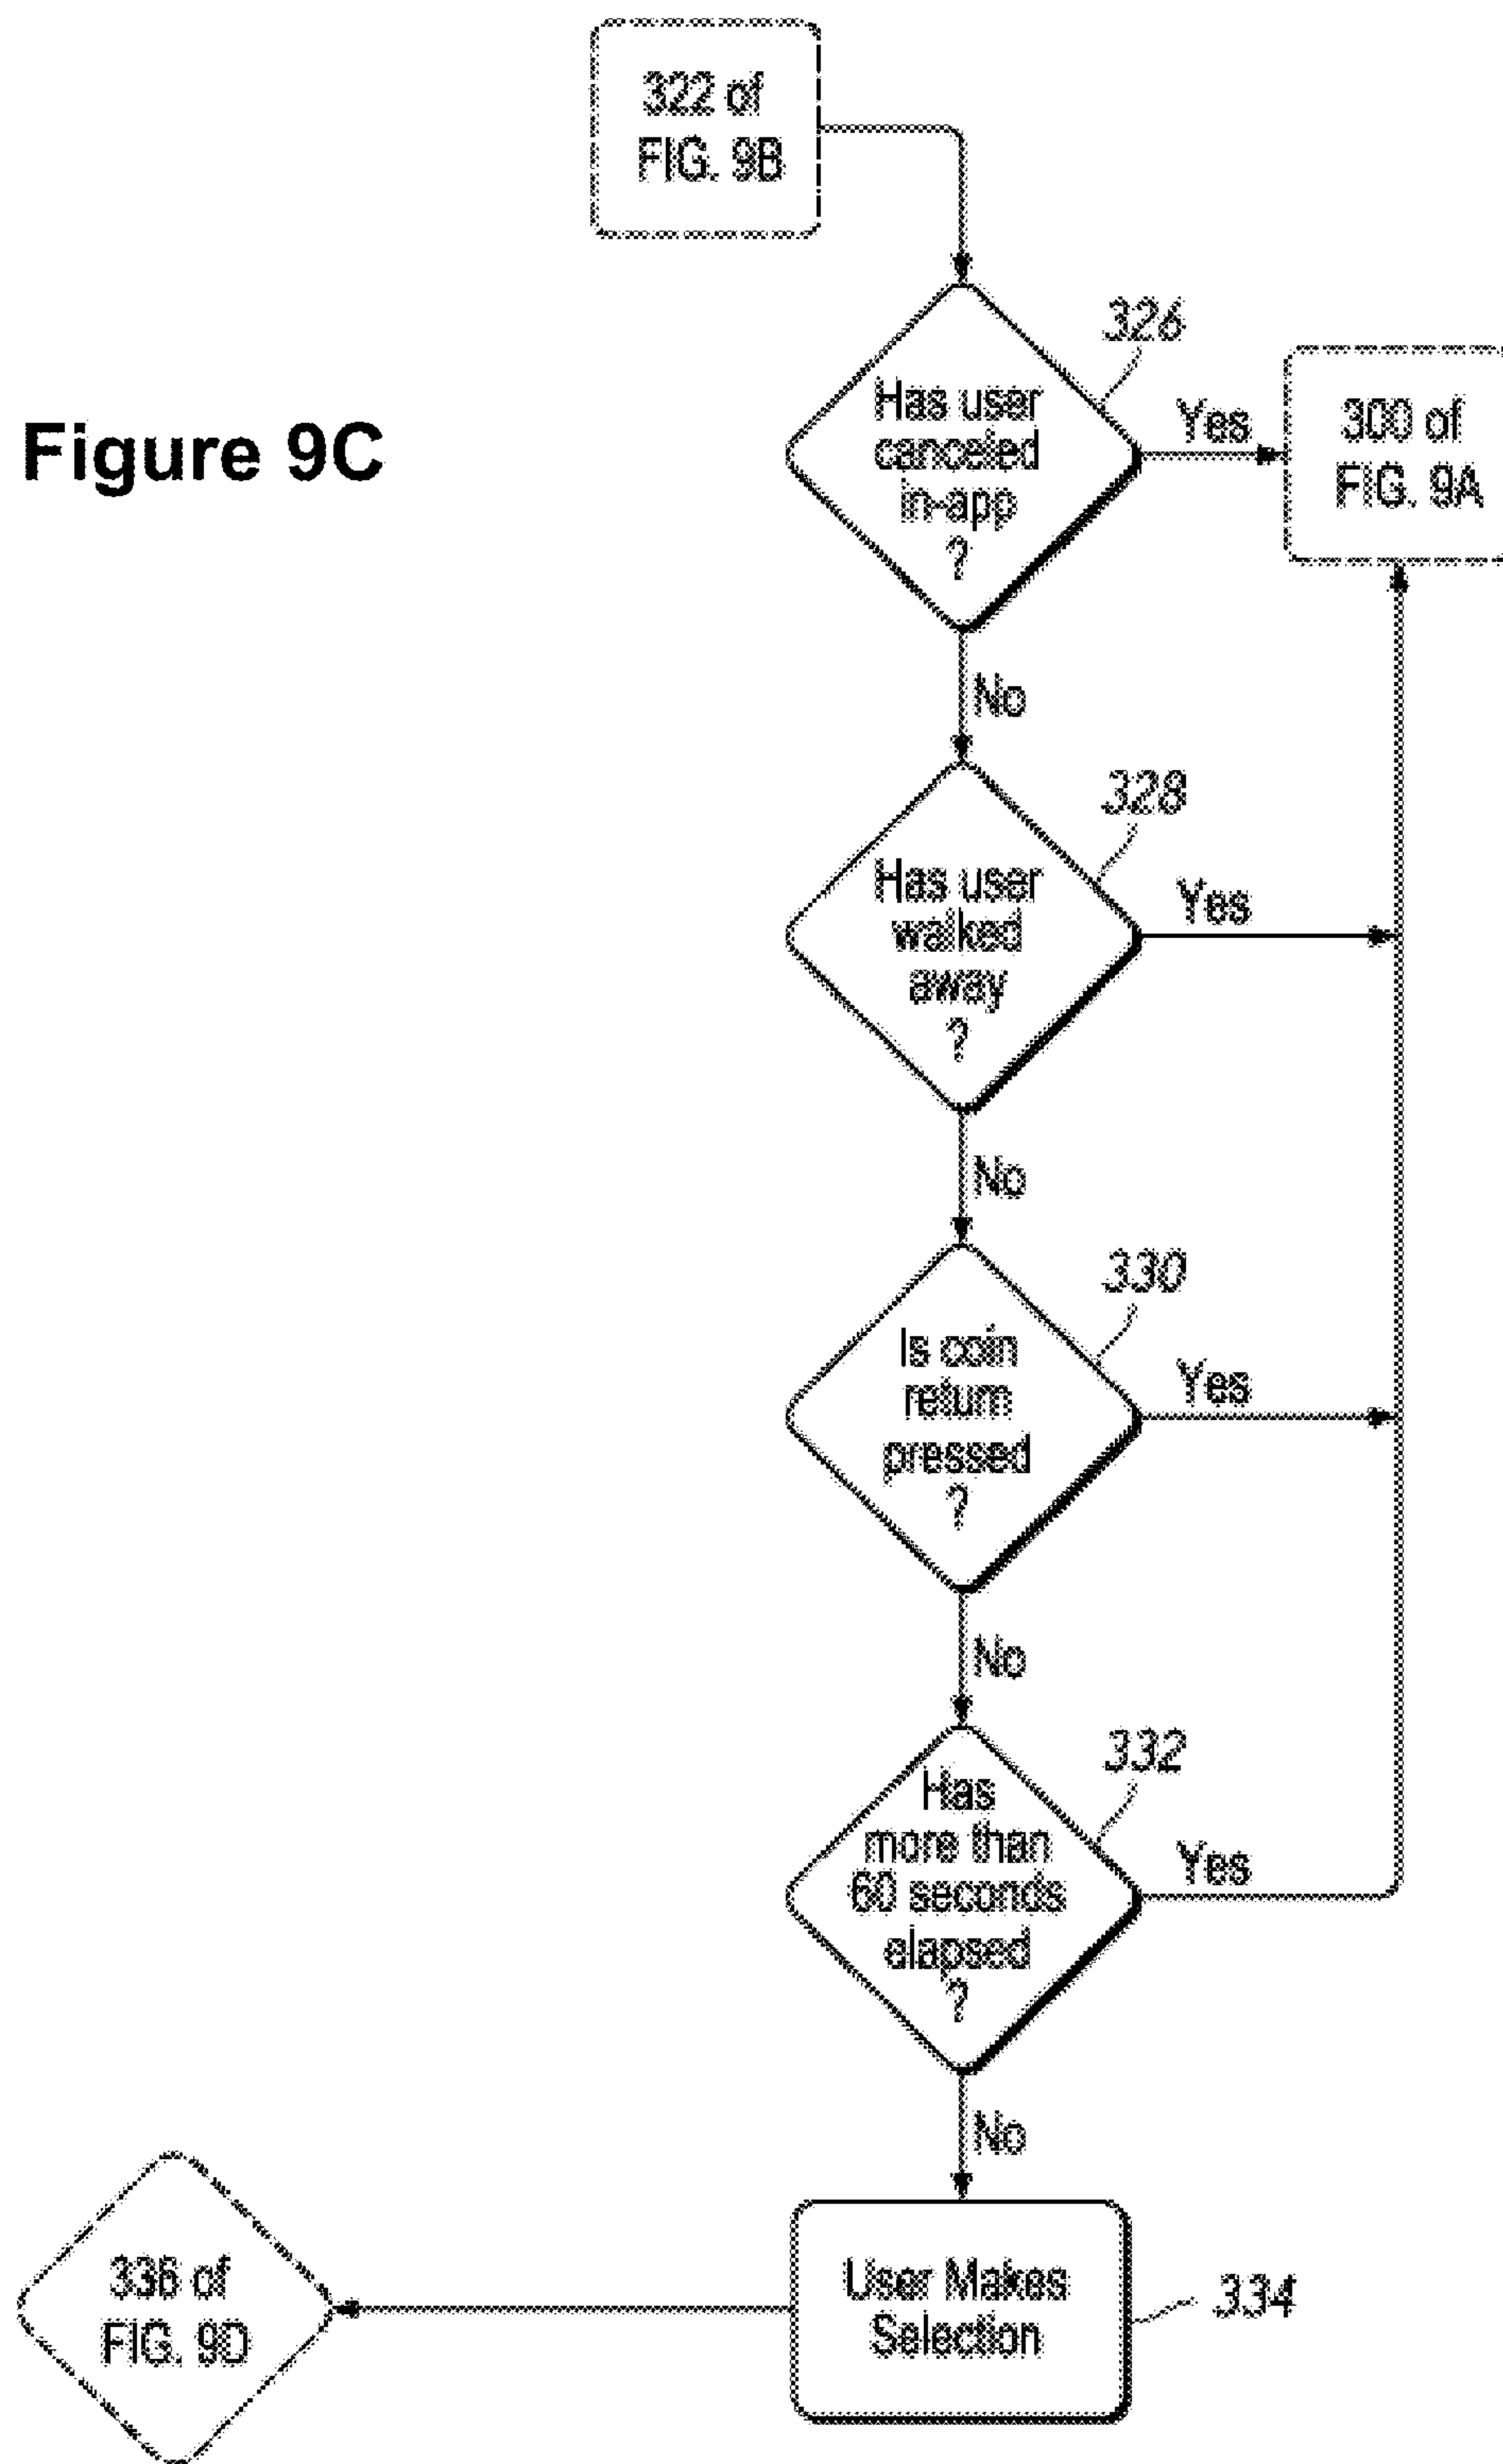 322 of
FIG. 9B
326
Has user
canceled
in-app
?
Yes
300 of
FIG. 9A
Figure 9C
No
328
Has user
walked
away
?
Yes
No
330
Is coin
return
pressed
?
Yes
No
332
Has
more than
60 seconds
elapsed
?
Yes
No
336 of
FIG. 9D
User Makes
Selection
334